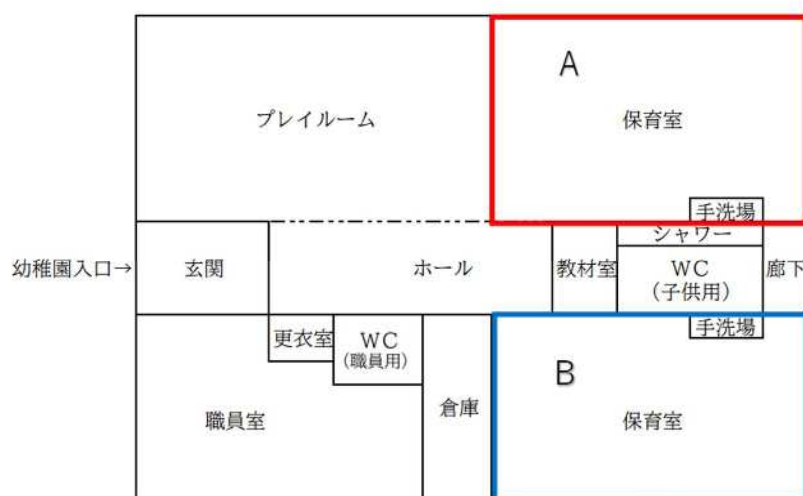 A
プレイルーム
保育室
手洗場
シャワー
幼稚園入口→
玄関
ホール
教材室
WC
(子供用)
廊下
手洗場
更衣室
WC
(職員用)
B
職員室
倉庫
保育室